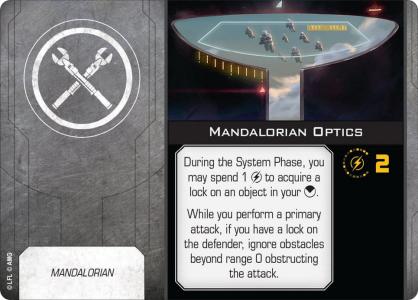 MANDALORIAN OPTICS
During the System Phase, you
may spend 1 to acquire a
lock on an object in your .
While you perform a primary
attack, if you have a lock on
the defender, ignore obstacles
beyond range 0 obstructing
the attack.
2
MANDALORIAN
© LFL © AMG